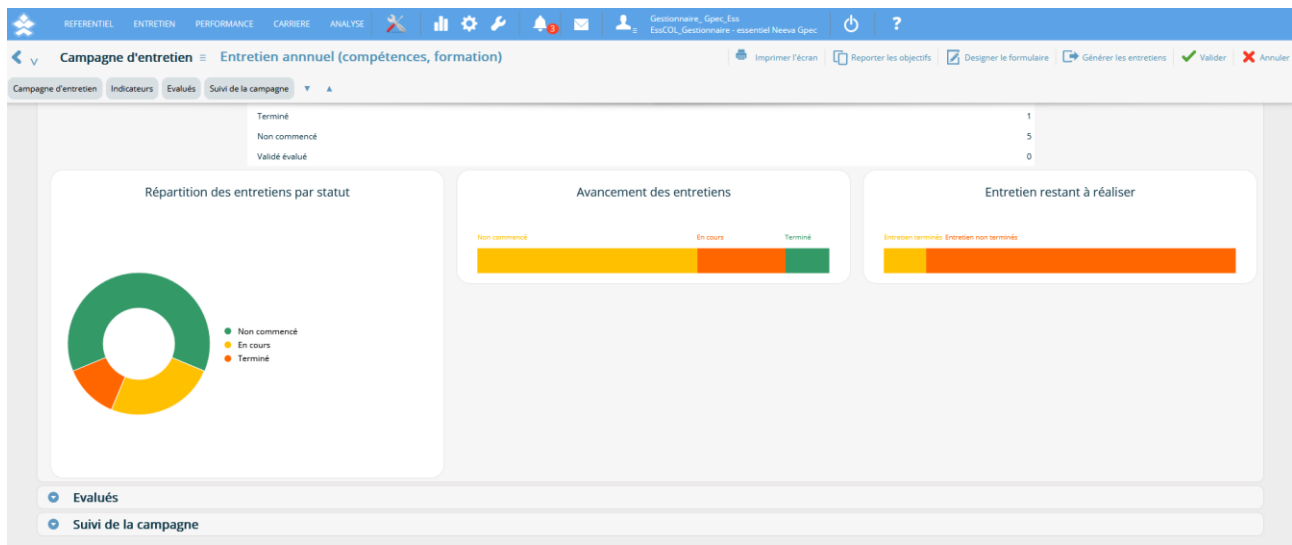 REFERENTIEL ENTRETIEN PERFORMANCE CARRIERE ANALYSE 3 Gestionnaire_ Gpec_Ess
EssCOL_Gestionnaire - essentiel Neeva Gpec ?
Campagne d'entretien Entretien annnuel (compétences, formation) Imprimer l'écran Reporter les objectifs Designer le formulaire Générer les entretiens Valider Annuler
Campagne d'entretien Indicateurs Evalués Suivi de la campagne
Terminé 1
Non commencé 5
Validé évalué 0
Répartition des entretiens par statut
Non commencé
En cours
Terminé
Avancement des entretiens
Non commencé En cours Terminé
Entretien restant à réaliser
Entretien terminés Entretien non terminés
Evalués
Suivi de la campagne